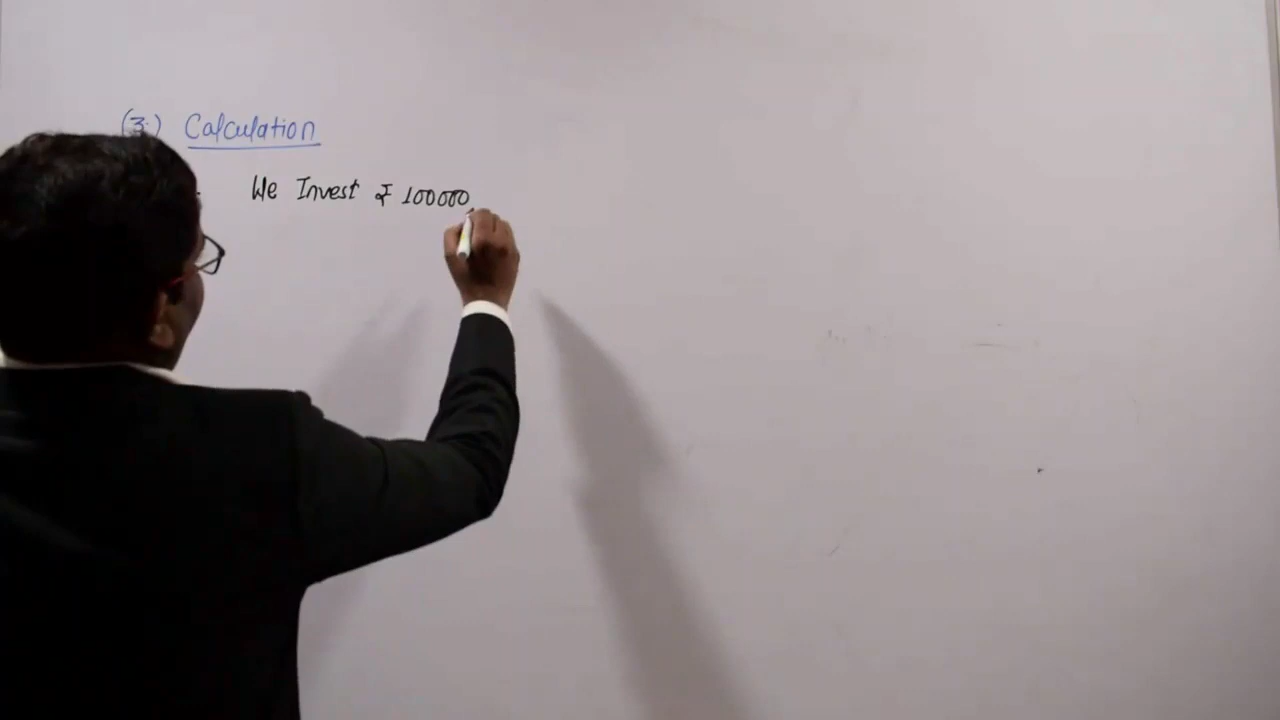 (3.) Calculation
We Invest ₹ 100000